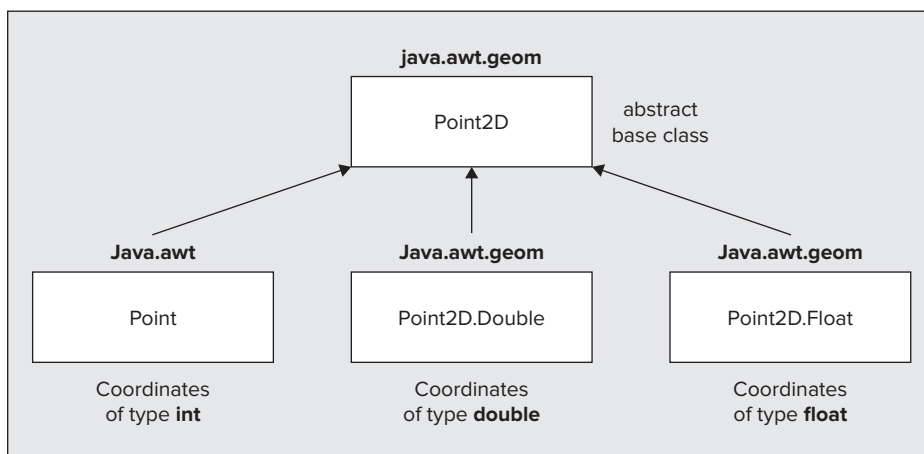 java.awt.geom
Point2D
abstract
base class
Java.awt
Java.awt.geom
Java.awt.geom
Point
Point2D.Double
Point2D.Float
Coordinates
of type int
Coordinates
of type double
Coordinates
of type float